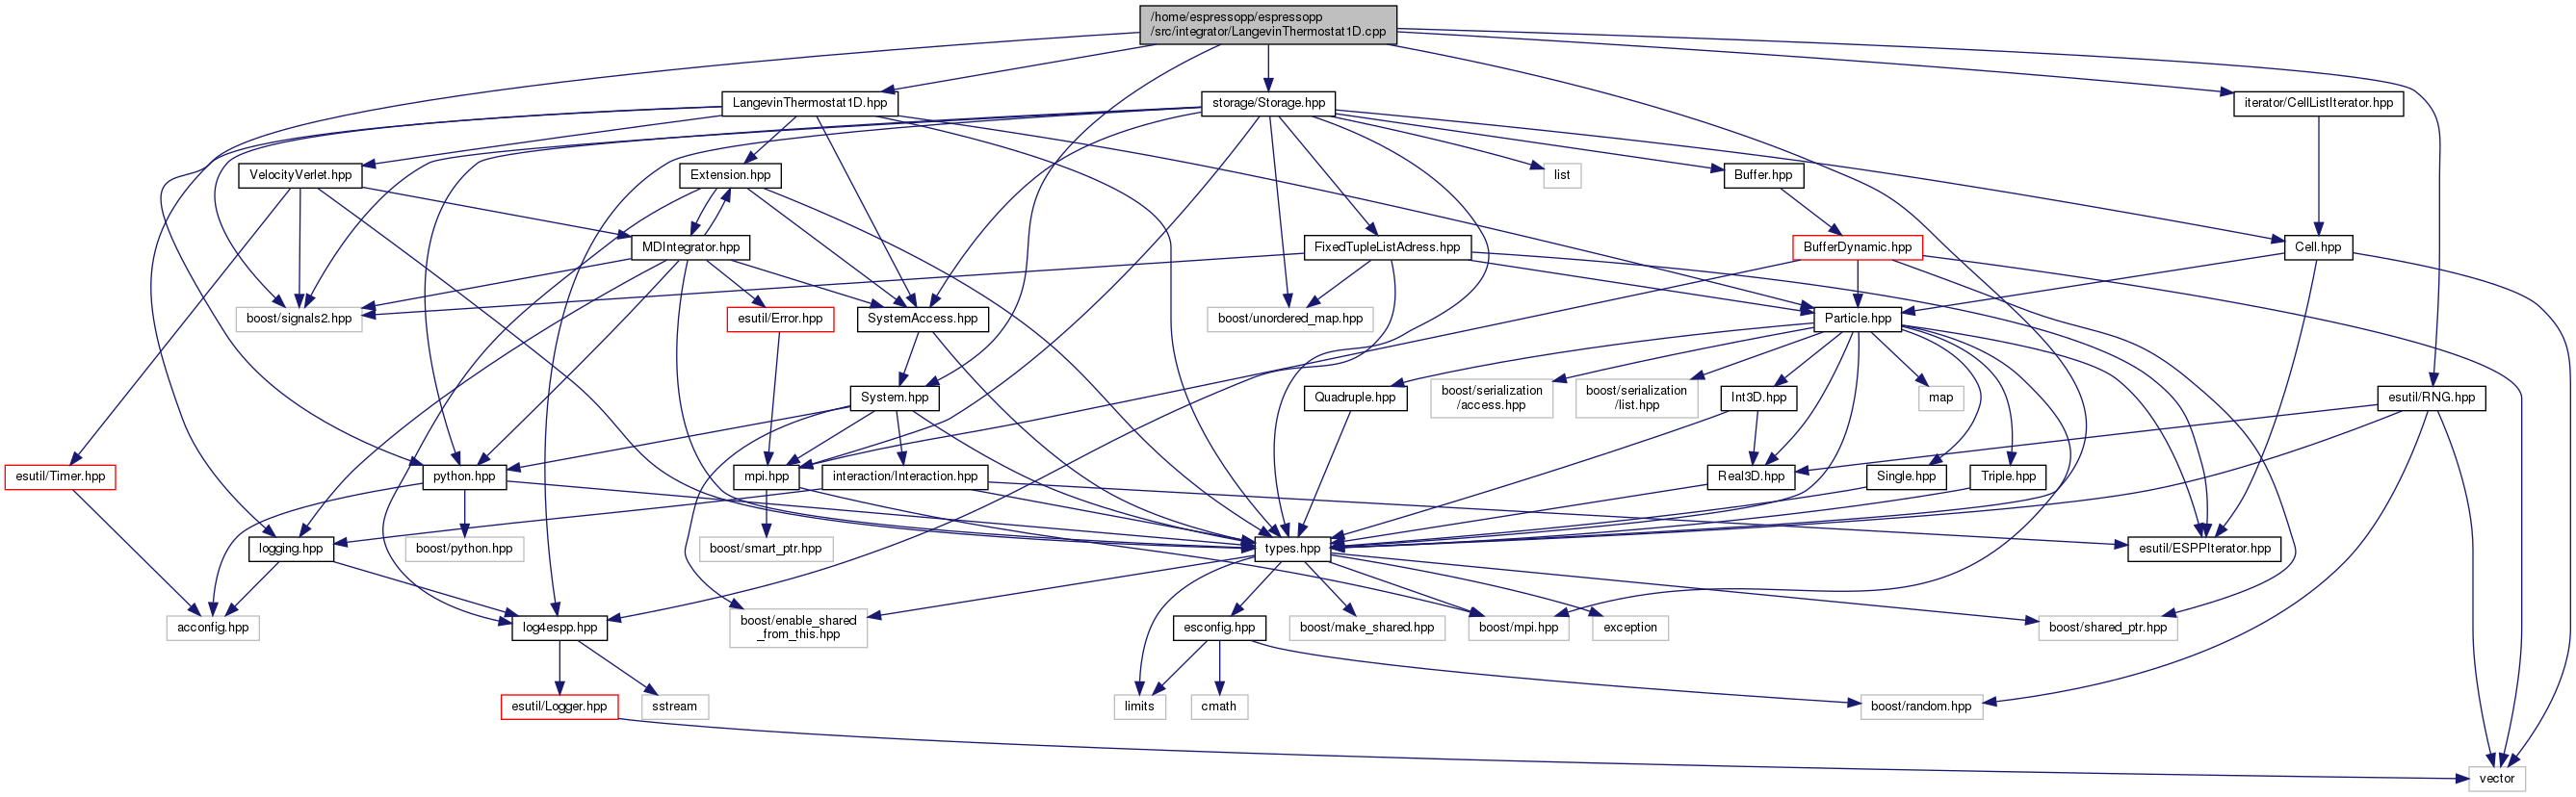 /home/espressopp/espressopp
/src/integrator/LangevinThermostat1D.cpp
LangevinThermostat1D.hpp
storage/Storage.hpp
iterator/CellListIterator.hpp
VelocityVerlet.hpp
Extension.hpp
list
Buffer.hpp
MDIntegrator.hpp
FixedTupleListAdress.hpp
BufferDynamic.hpp
Cell.hpp
boost/signals2.hpp
esutil/Error.hpp
SystemAccess.hpp
boost/unordered_map.hpp
Particle.hpp
System.hpp
Quadruple.hpp
boost/serialization
/access.hpp
boost/serialization
/list.hpp
Int3D.hpp
map
esutil/RNG.hpp
esutil/Timer.hpp
python.hpp
mpi.hpp
interaction/Interaction.hpp
Real3D.hpp
Single.hpp
Triple.hpp
logging.hpp
boost/python.hpp
boost/smart_ptr.hpp
types.hpp
esutil/ESPPIterator.hpp
acconfig.hpp
log4espp.hpp
boost/enable_shared
_from_this.hpp
esconfig.hpp
boost/make_shared.hpp
boost/mpi.hpp
exception
boost/shared_ptr.hpp
esutil/Logger.hpp
sstream
limits
cmath
boost/random.hpp
vector